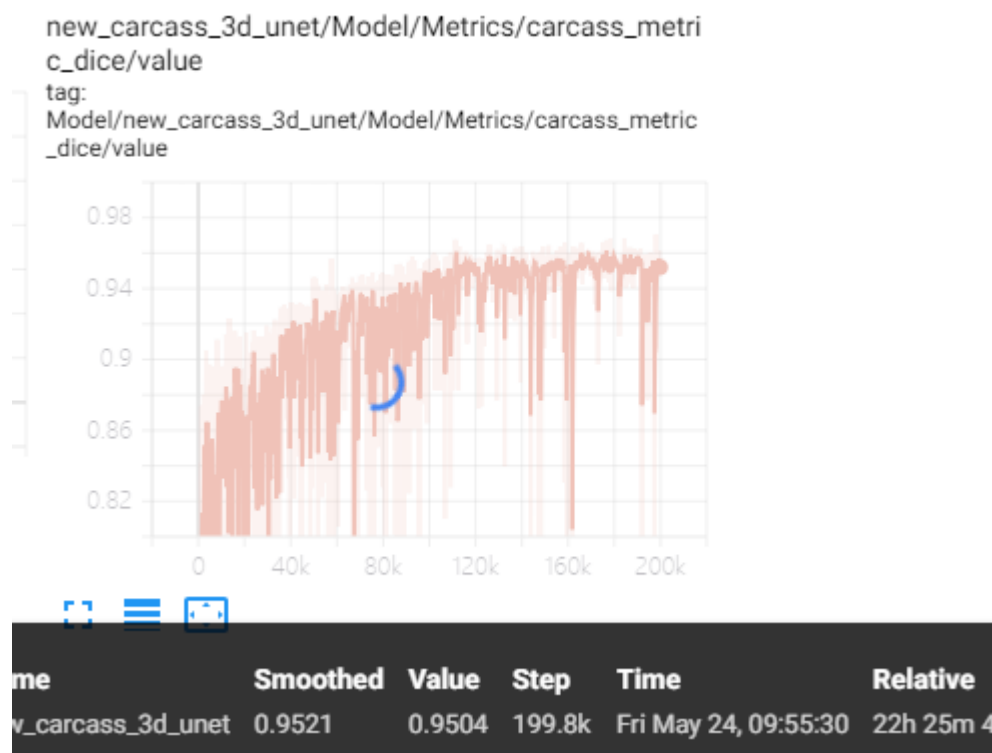 new_carcass_3d_unet/Model/Metrics/carcass_metri
c_dice/value
tag:
Model/new_carcass_3d_unet/Model/Metrics/carcass_metric
_dice/value
0.98
0.94
0.9
0.86
0.82
0 40k 80k 120k 160k 200k
me Smoothed Value Step Time Relative
w_carcass_3d_unet 0.9521 0.9504 199.8k Fri May 24, 09:55:30 22h 25m 4